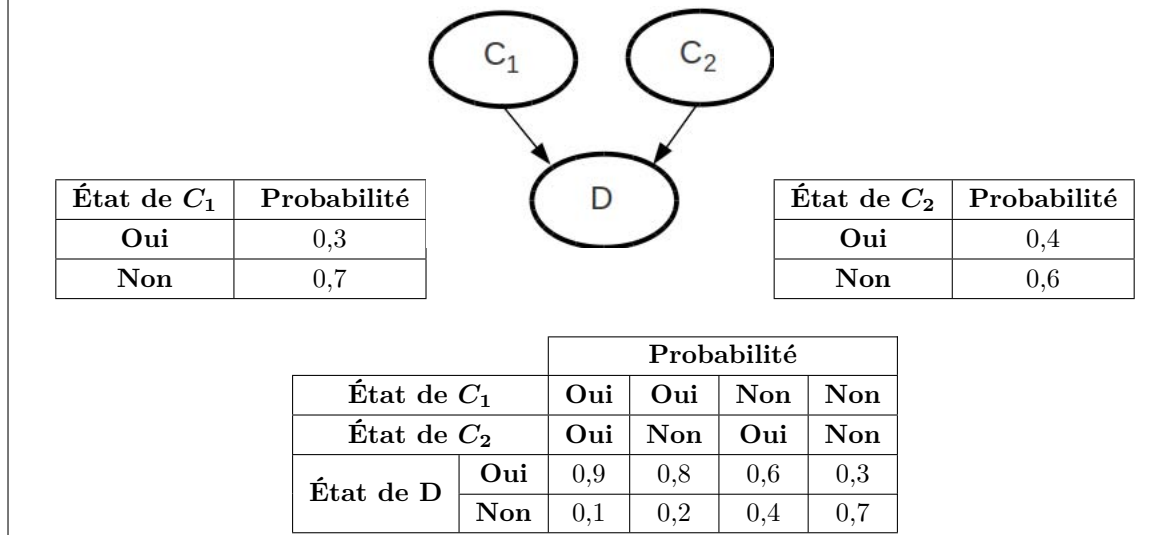 C₁ C₂
D
État de C₁ Probabilité
Oui 0,3
Non 0,7
État de C₂ Probabilité
Oui 0,4
Non 0,6
Probabilité
État de C₁ Oui Oui Non Non
État de C₂ Oui Non Oui Non
État de D Oui 0,9 0,8 0,6 0,3
Non 0,1 0,2 0,4 0,7